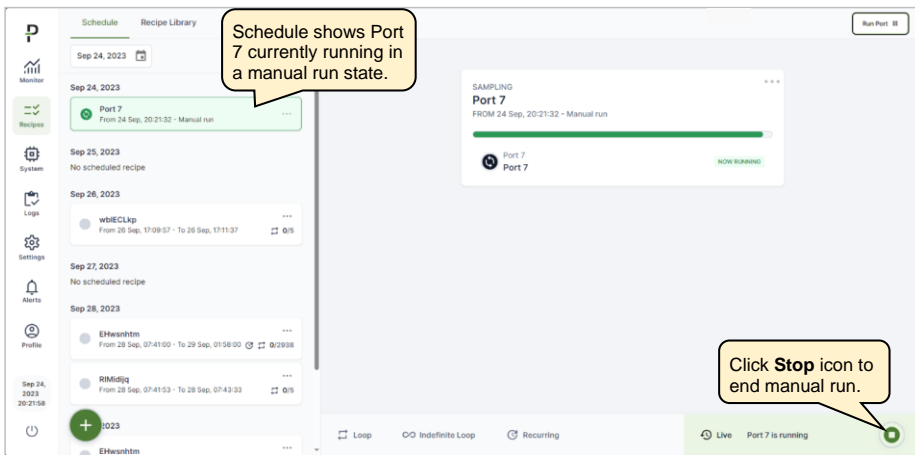 Schedule
Recipe Library
Run Port
Sep 24, 2023
Schedule shows Port
7 currently running in
a manual run state.
Monitor
Recipes
System
Logs
Settings
Alerts
Profile
Sep 24,
2023
20:21:58
Sep 24, 2023
Port 7
From 24 Sep, 20:21:32 - Manual run
Sep 25, 2023
No scheduled recipe
Sep 26, 2023
wblECLkp
From 26 Sep, 17:09:57 - To 26 Sep, 17:11:37
0/5
Sep 27, 2023
No scheduled recipe
Sep 28, 2023
EHwsnhtm
From 28 Sep, 07:41:00 - To 29 Sep, 01:58:00
0/2938
RlMidijq
From 28 Sep, 07:41:53 - To 28 Sep, 07:43:33
0/5
2023
EHwsnhtm
SAMPLING
Port 7
FROM 24 Sep, 20:21:32 - Manual run
Port 7
Port 7
NOW RUNNING
Click Stop icon to
end manual run.
Loop
Indefinite Loop
Recurring
Live
Port 7 is running